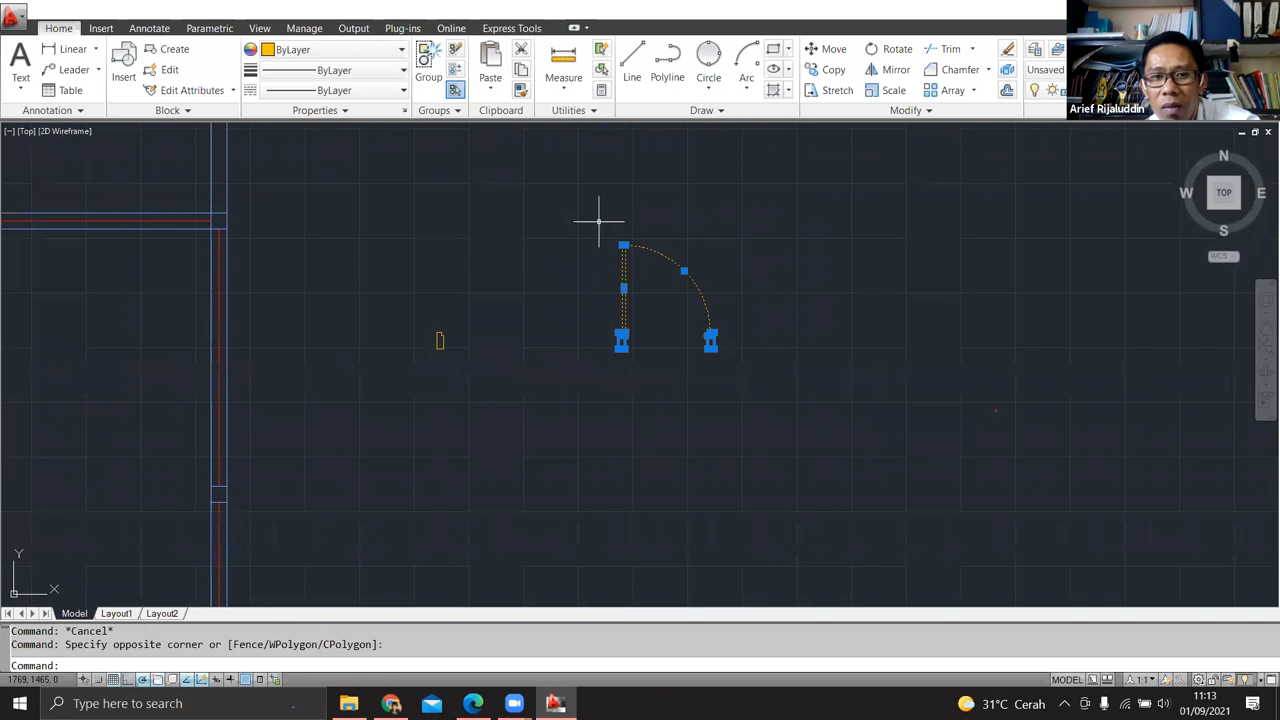 Home Insert Annotate Parametric View Manage Output Plug-ins Online Express Tools
A Linear Create ByLayer Line Polyline Circle Arc Move Rotate Trim
Text Leader Insert Edit ByLayer Group Paste Measure Copy Mirror Chamfer Unsaved
Table Edit Attributes ByLayer Stretch Scale Array
Annotation Block Properties Groups Clipboard Utilities Draw Modify
Arief Rijaluddin
[−] [Top] [2D Wireframe]
N
W TOP E
S
WCS
Y
X
Model Layout1 Layout2
Command: *Cancel*
Command: Specify opposite corner or [Fence/WPolygon/CPolygon]:
Command:
1769, 1465, 0 MODEL 1:1
Type here to search 31°C Cerah 11:13
01/09/2021